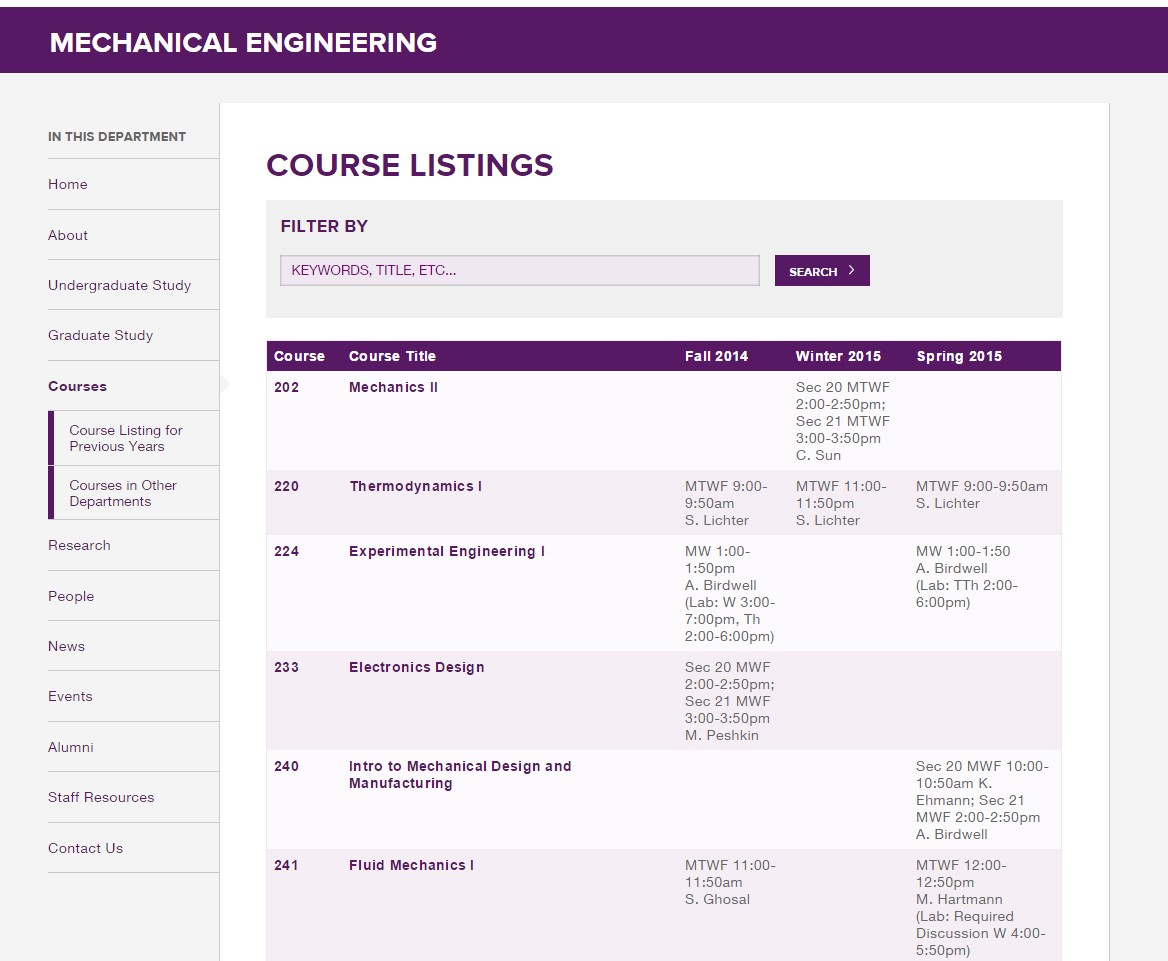 MECHANICAL ENGINEERING
IN THIS DEPARTMENT
Home
About
Undergraduate Study
Graduate Study
Courses
Course Listing for
Previous Years
Courses in Other
Departments
Research
People
News
Events
Alumni
Staff Resources
Contact Us
COURSE LISTINGS
FILTER BY
KEYWORDS, TITLE, ETC...
SEARCH
Course Course Title Fall 2014 Winter 2015 Spring 2015
202 Mechanics II Sec 20 MTWF
2:00-2:50pm;
Sec 21 MTWF
3:00-3:50pm
C. Sun
220 Thermodynamics I MTWF 9:00- MTWF 11:00- MTWF 9:00-9:50am
9:50am 11:50pm S. Lichter
S. Lichter S. Lichter
224 Experimental Engineering I MW 1:00- MW 1:00-1:50
1:50pm A. Birdwell
A. Birdwell (Lab: TTh 2:00-
(Lab: W 3:00- 6:00pm)
7:00pm, Th
2:00-6:00pm)
233 Electronics Design Sec 20 MWF
2:00-2:50pm;
Sec 21 MWF
3:00-3:50pm
M. Peshkin
240 Intro to Mechanical Design and Sec 20 MWF 10:00-
Manufacturing 10:50am K.
Ehmann; Sec 21
MWF 2:00-2:50pm
A. Birdwell
241 Fluid Mechanics I MTWF 11:00- MTWF 12:00-
11:50am 12:50pm
S. Ghosal M. Hartmann
(Lab: Required
Discussion W 4:00-
5:50pm)